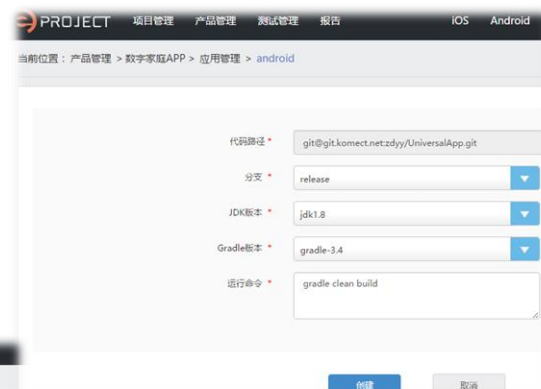 PROJECT 项目管理 产品管理 测试管理 报告 iOS Android
当前位置： 产品管理 > 数字家庭APP > 应用管理 > android
代码路径 * git@git.komect.net:zdyy/UniversalApp.git
分支 * release
JDK版本 * jdk1.8
Gradle版本 * gradle-3.4
运行命令 * gradle clean build
创建 取消